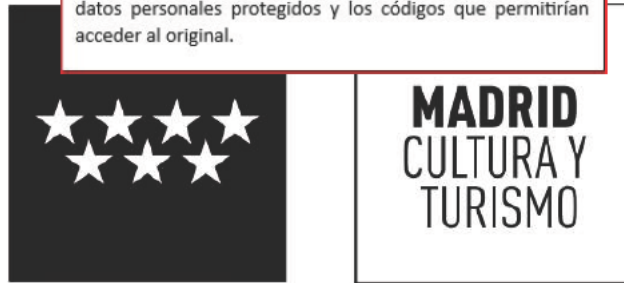 datos personales protegidos y los códigos que permitirían
acceder al original.
MADRID
CULTURA Y
TURISMO